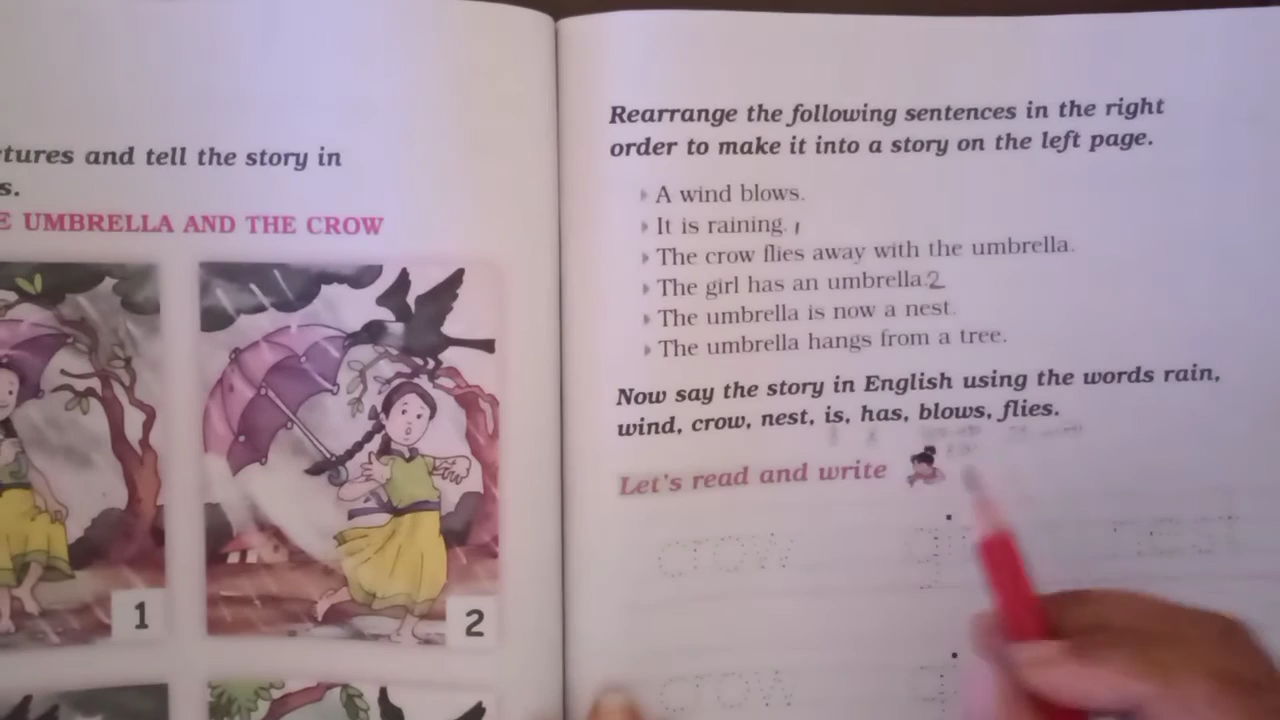 tures and tell the story in
s.
E UMBRELLA AND THE CROW
1
2
Rearrange the following sentences in the right
order to make it into a story on the left page.
A wind blows.
It is raining. 1
The crow flies away with the umbrella.
The girl has an umbrella. 2
The umbrella is now a nest.
The umbrella hangs from a tree.
Now say the story in English using the words rain,
wind, crow, nest, is, has, blows, flies.
Let's read and write
crow
crow